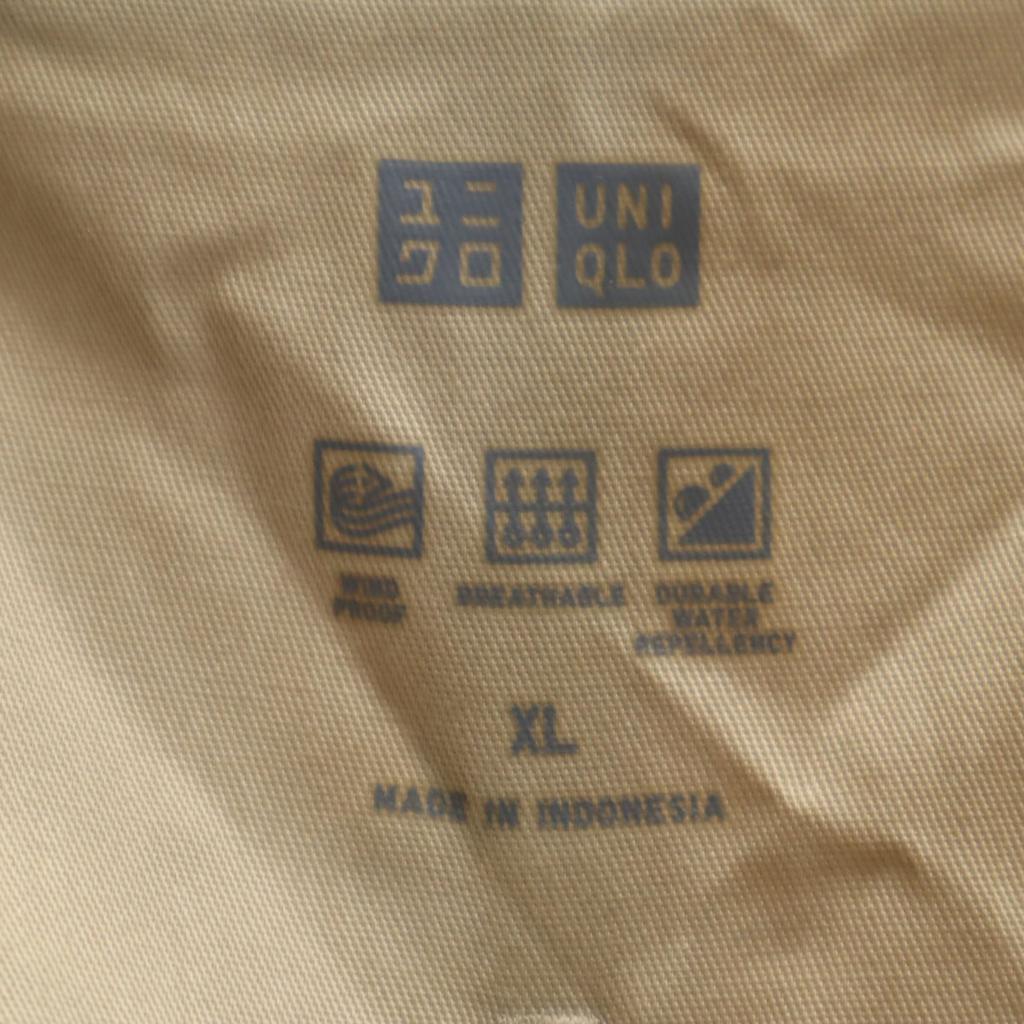 ユニ UNI
クロ QLO
WIND BREATHABLE DURABLE
PROOF WATER
REPELLENCY
XL
MADE IN INDONESIA